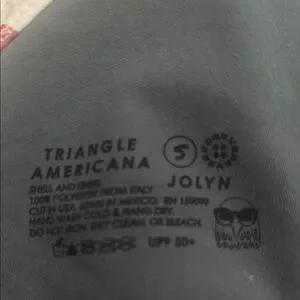 TRIANGLE
AMERICANA
S
JOLYN
SHELL AND LINER:
100% POLYESTER FROM ITALY
CUT IN USA. SEWN IN MEXICO. RN 159099
HAND WASH COLD & HANG DRY.
DO NOT IRON, DRY CLEAN, OR BLEACH.
UPF 50+